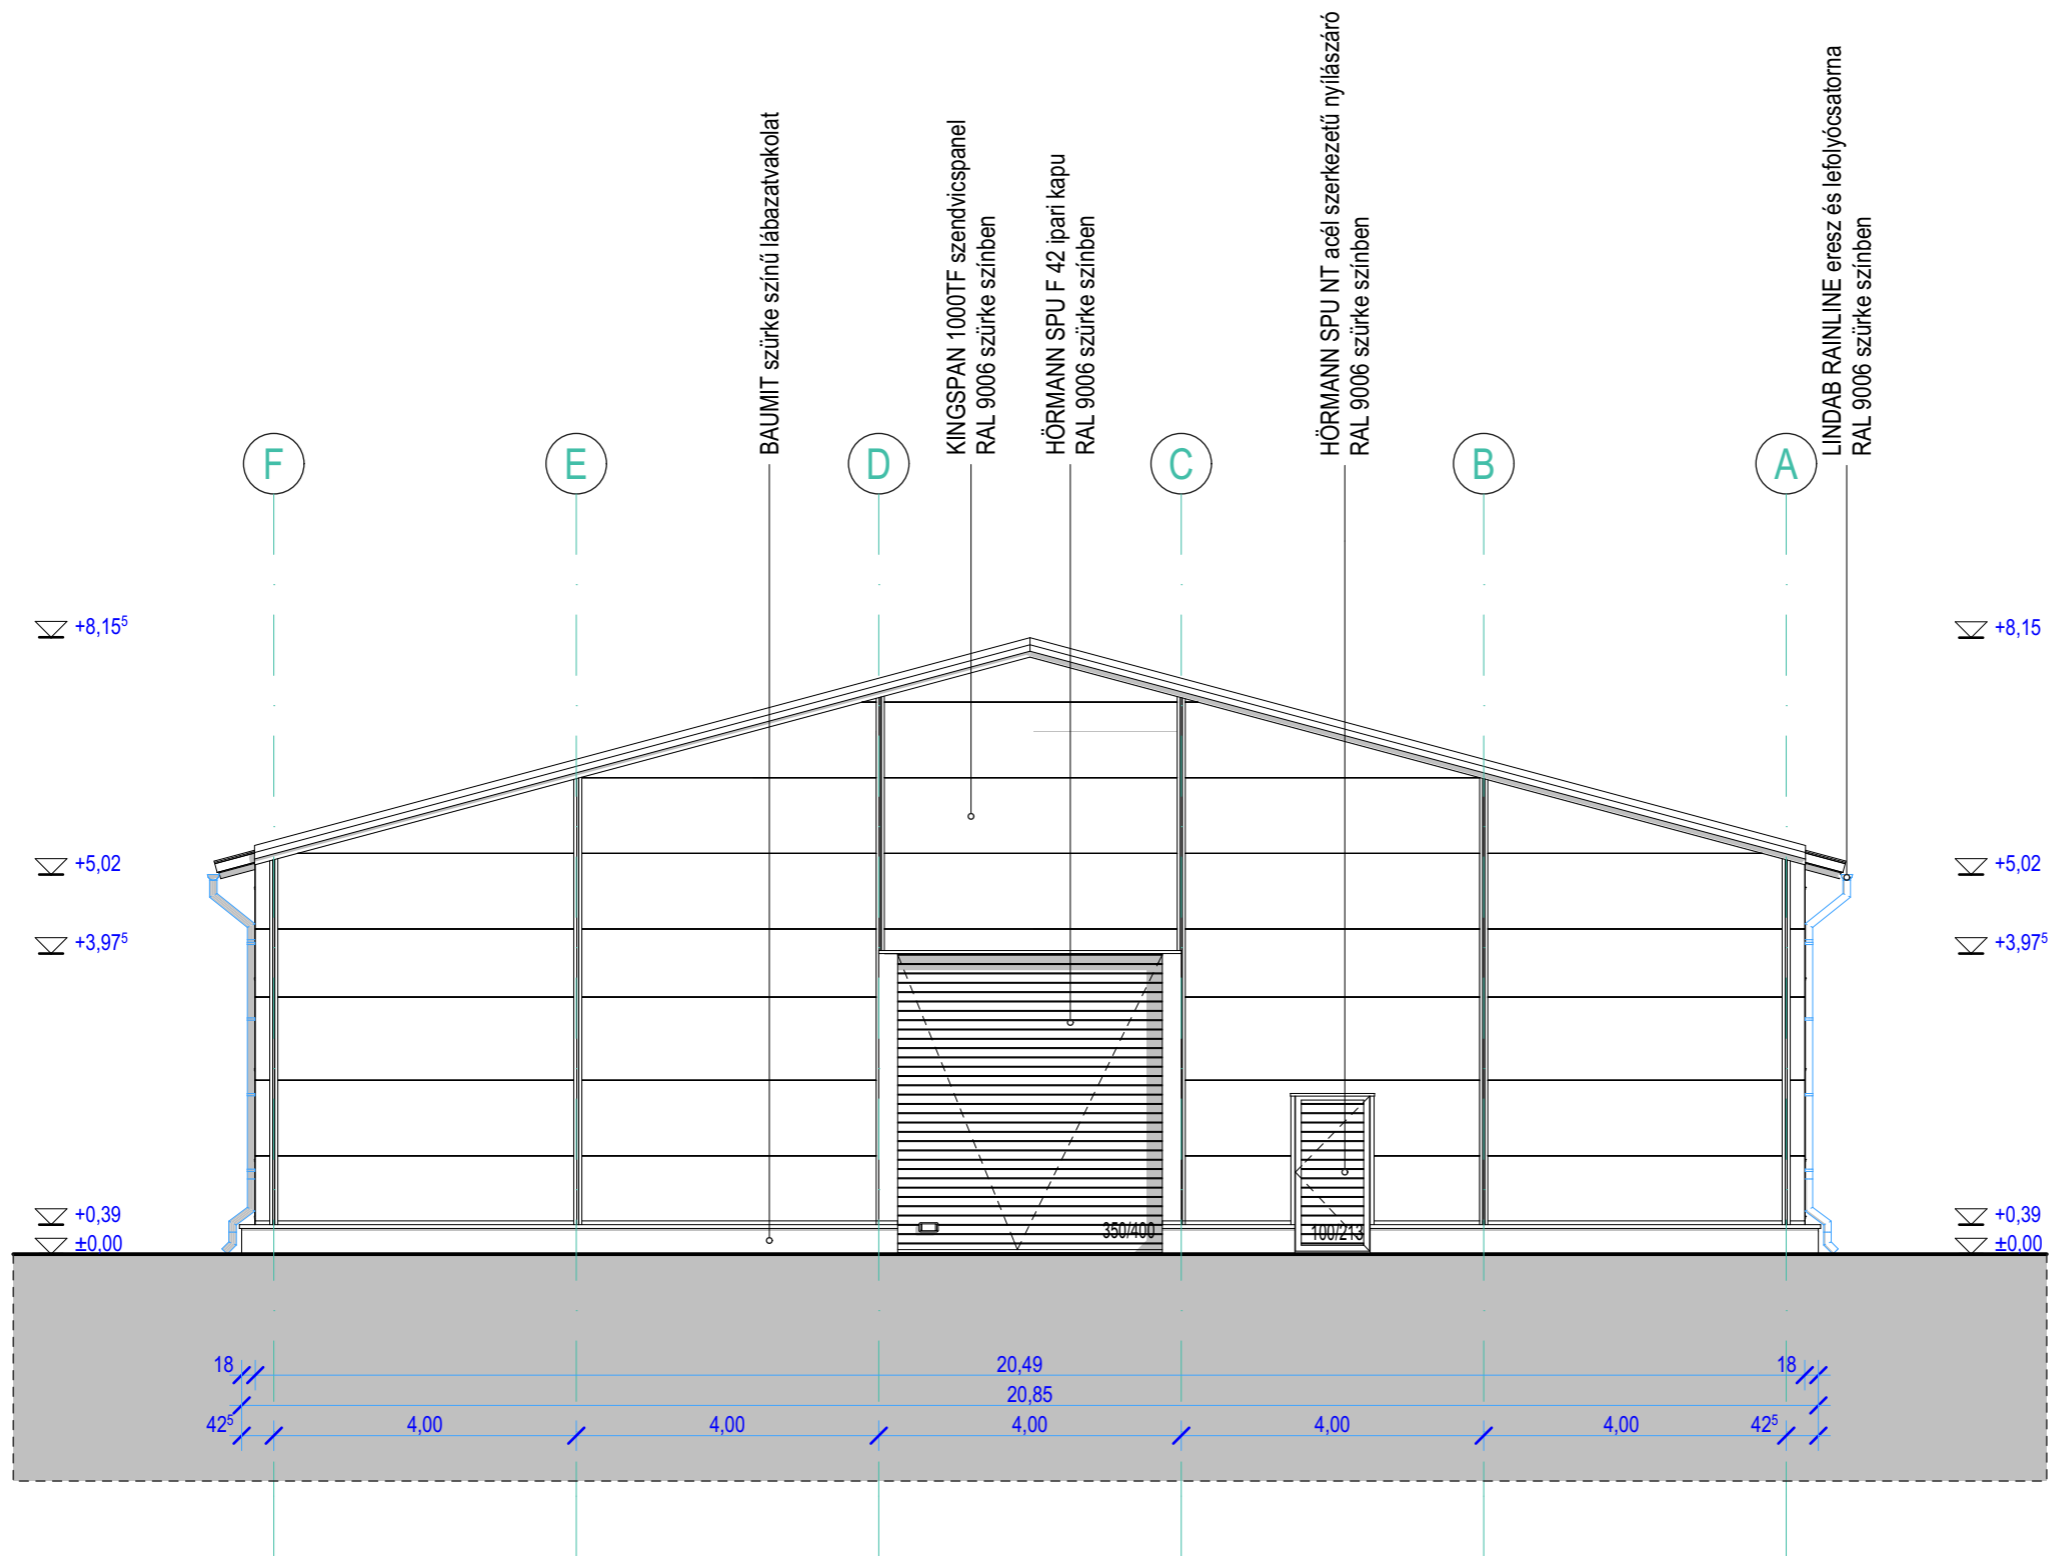 BAUMIT szürke színű lábazatvakolat
KINGSPAN 1000TF szendvicspanel
RAL 9006 szürke színben
HÖRMANN SPU F 42 ipari kapu
RAL 9006 szürke színben
HÖRMANN SPU NT acél szerkezetű nyílászáró
RAL 9006 szürke színben
LINDAB RAINLINE eresz és lefolyócsatorna
RAL 9006 szürke színben
F E D C B A
+8,15⁵ +8,15
+5,02 +5,02
+3,97⁵ +3,97⁵
350/400 100/213
+0,39 +0,39
±0,00 ±0,00
18 20,49 18
20,85
42⁵ 4,00 4,00 4,00 4,00 4,00 42⁵